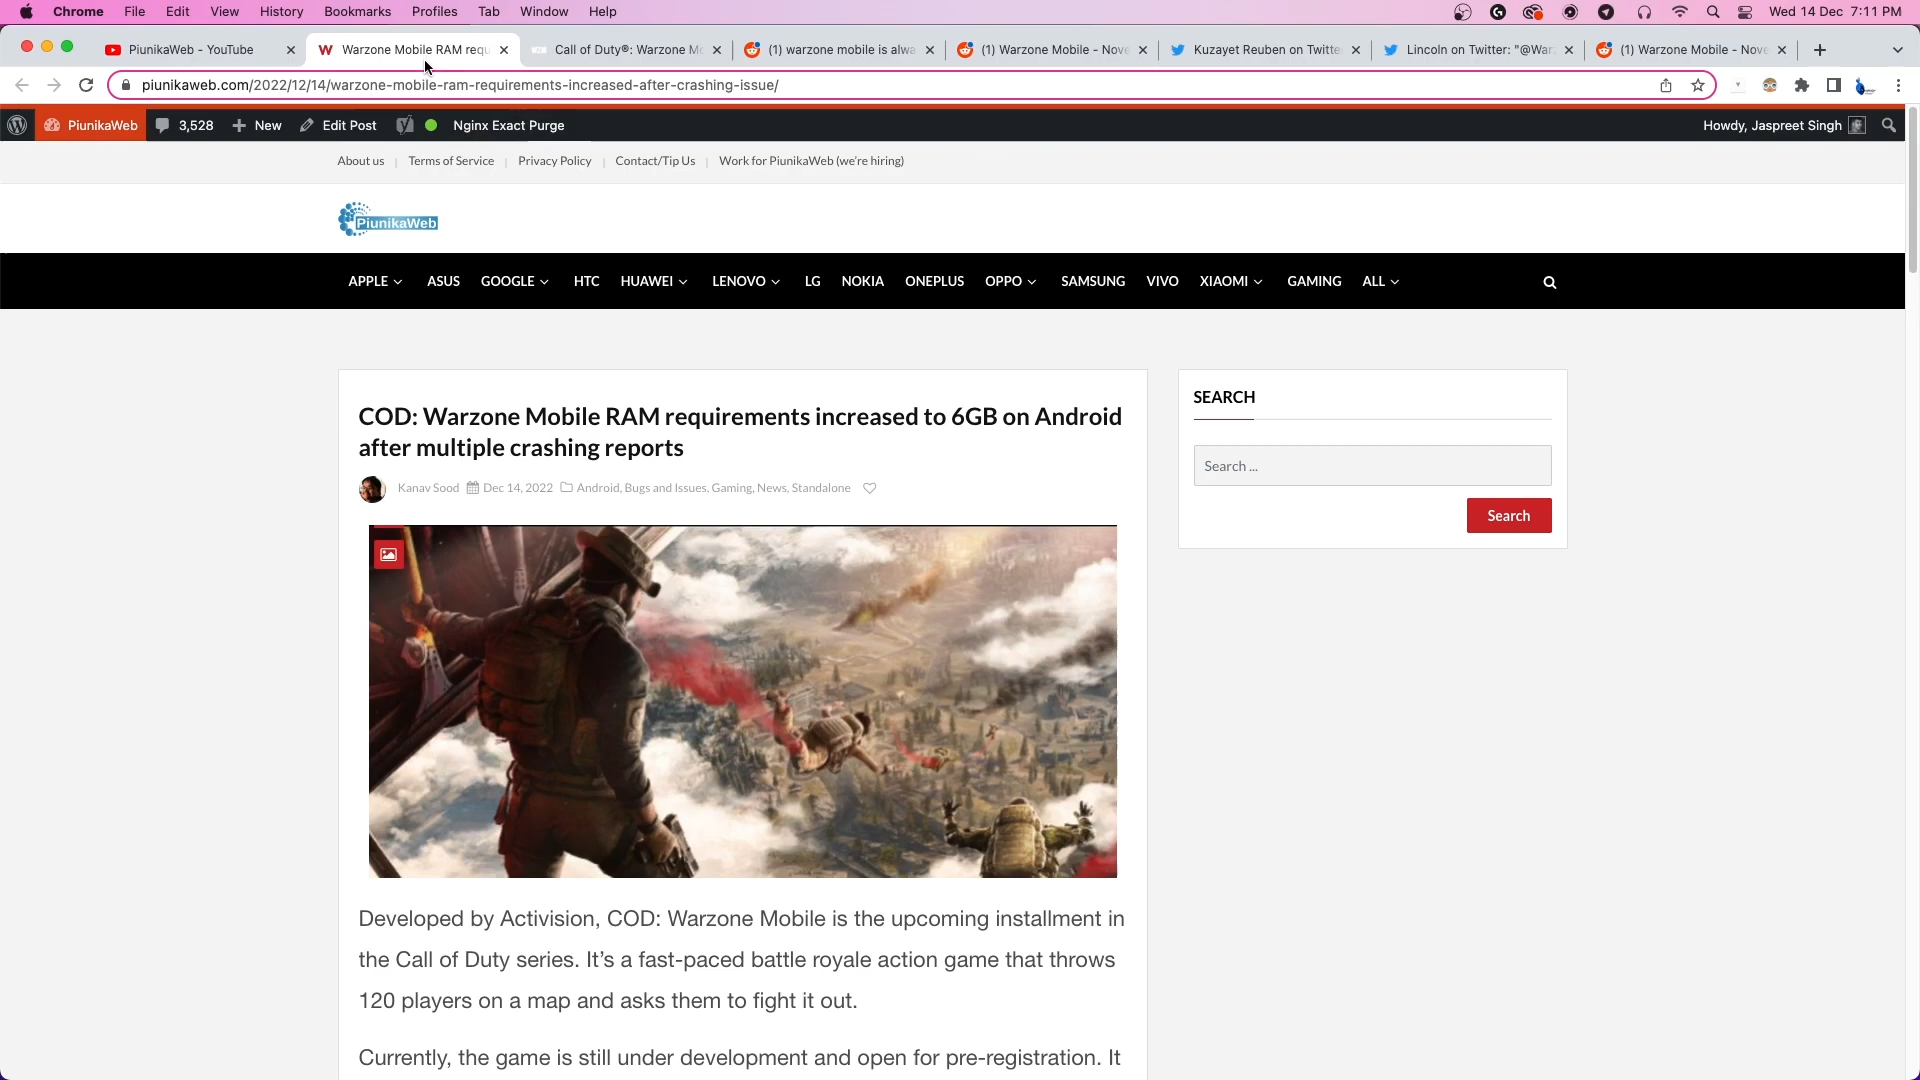 Chrome File Edit View History Bookmarks Profiles Tab Window Help Wed 14 Dec 7:11 PM
PiunikaWeb - YouTube Warzone Mobile RAM requ Call of Duty®: Warzone Mo (1) warzone mobile is alwa (1) Warzone Mobile - Nove Kuzayet Reuben on Twitte Lincoln on Twitter: "@War (1) Warzone Mobile - Nove
piunikaweb.com/2022/12/14/warzone-mobile-ram-requirements-increased-after-crashing-issue/
PiunikaWeb 3,528 New Edit Post Nginx Exact Purge Howdy, Jaspreet Singh
About us | Terms of Service | Privacy Policy | Contact/Tip Us | Work for PiunikaWeb (we're hiring)
PiunikaWeb
APPLE ASUS GOOGLE HTC HUAWEI LENOVO LG NOKIA ONEPLUS OPPO SAMSUNG VIVO XIAOMI GAMING ALL
COD: Warzone Mobile RAM requirements increased to 6GB on Android
after multiple crashing reports
Kanav Sood Dec 14, 2022 Android, Bugs and Issues, Gaming, News, Standalone
SEARCH
Search ...
Search
Developed by Activision, COD: Warzone Mobile is the upcoming installment in
the Call of Duty series. It’s a fast-paced battle royale action game that throws
120 players on a map and asks them to fight it out.
Currently, the game is still under development and open for pre-registration. It